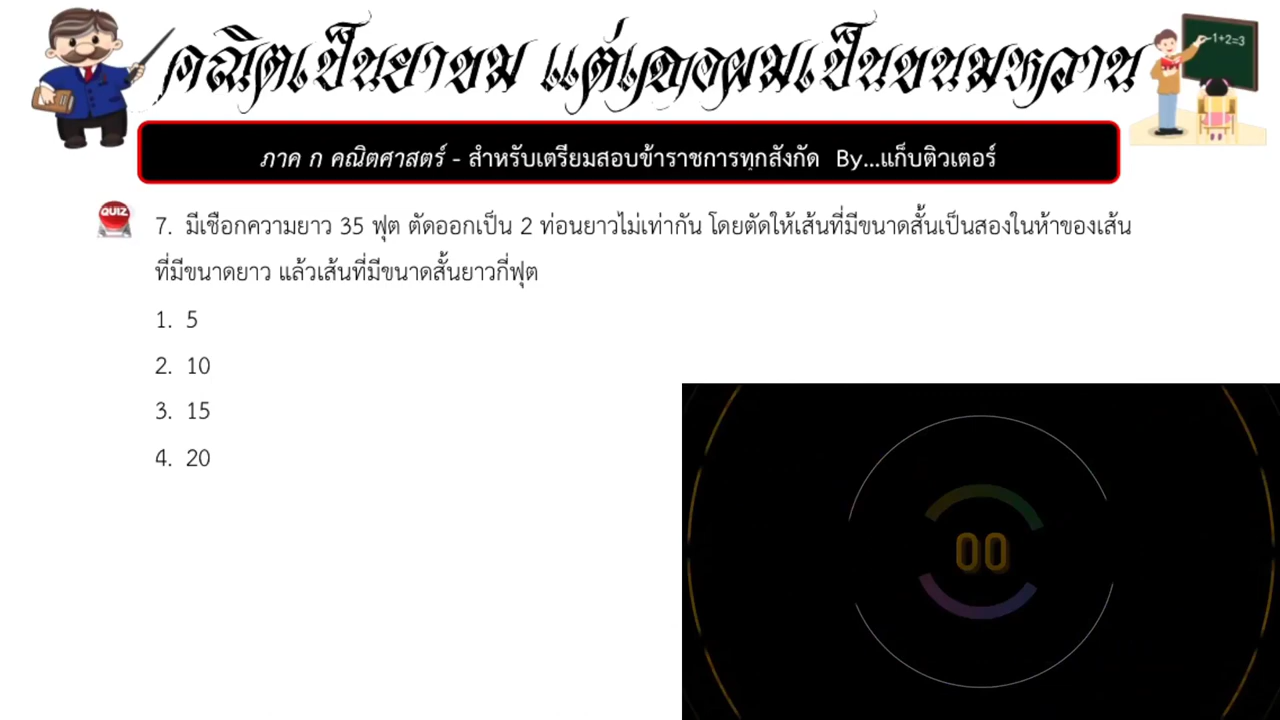 คณิตเป็นยาขม แต่เคอผมเป็นขนมหวาน
-1+2=3
ภาค ก คณิตศาสตร์ - สำหรับเตรียมสอบข้าราชการทุกสังกัด By...แก๊บติวเตอร์
QUIZ
7. มีเชือกความยาว 35 ฟุต ตัดออกเป็น 2 ท่อนยาวไม่เท่ากัน โดยตัดให้เส้นที่มีขนาดสั้นเป็นสองในห้าของเส้น
ที่มีขนาดยาว แล้วเส้นที่มีขนาดสั้นยาวกี่ฟุต
1. 5
2. 10
3. 15
4. 20
00